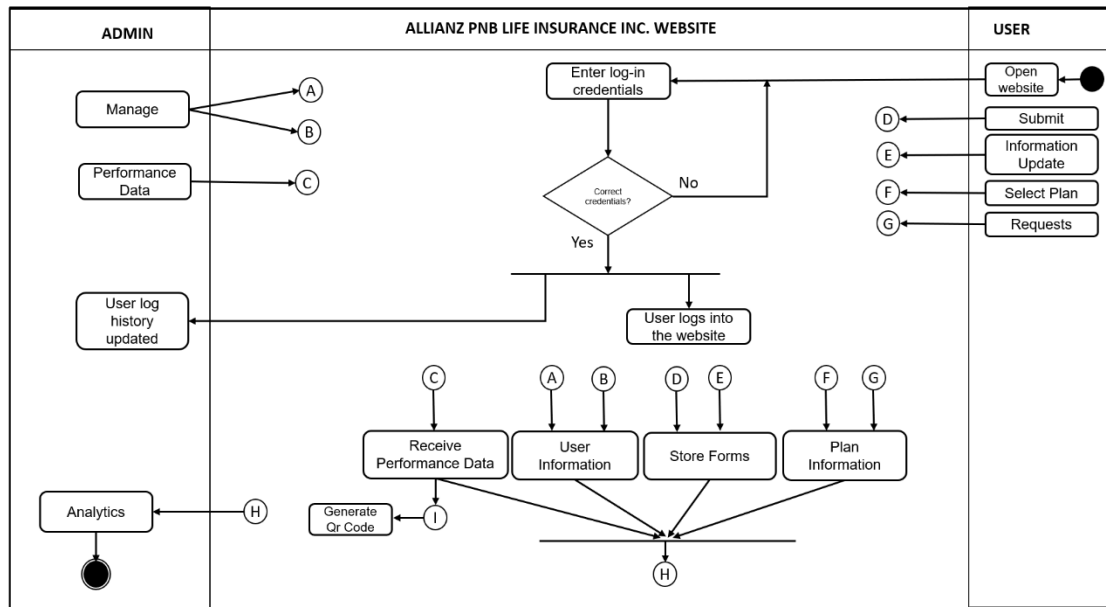 ADMIN
ALLIANZ PNB LIFE INSURANCE INC. WEBSITE
USER
Enter log-in
credentials
Open
website
Manage
A
B
D
Submit
E
Information
Update
Performance
Data
C
Correct
credentials?
No
F
Select Plan
G
Requests
Yes
User log
history
updated
User logs into
the website
C
A
B
D
E
F
G
Receive
Performance Data
User
Information
Store Forms
Plan
Information
Analytics
H
Generate
Qr Code
I
H